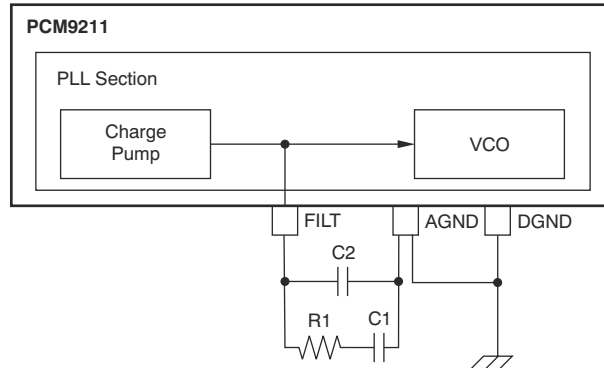 PCM9211
PLL Section
Charge
Pump
VCO
FILT
AGND
DGND
C2
R1
C1